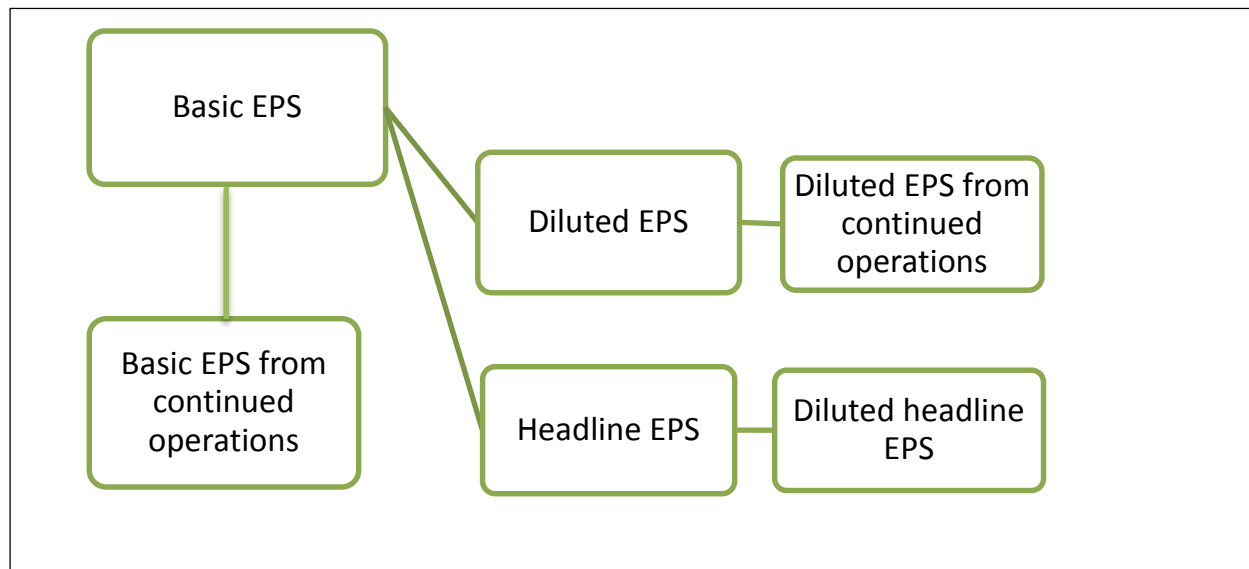 Basic EPS
Diluted EPS
Diluted EPS from
continued
operations
Basic EPS from
continued
operations
Headline EPS
Diluted headline
EPS